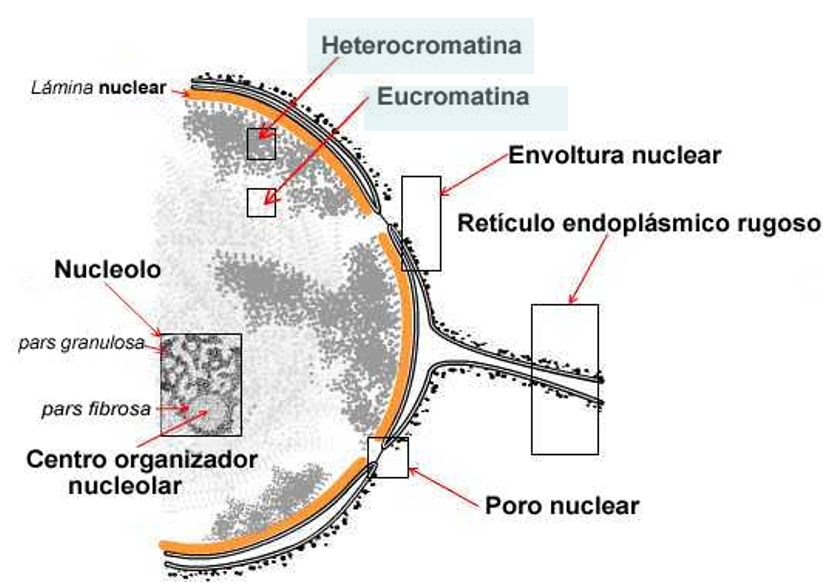 Heterocromatina
Lámina nuclear
Eucromatina
Envoltura nuclear
Retículo endoplásmico rugoso
Nucleolo
pars granulosa
pars fibrosa
Centro organizador
nucleolar
Poro nuclear